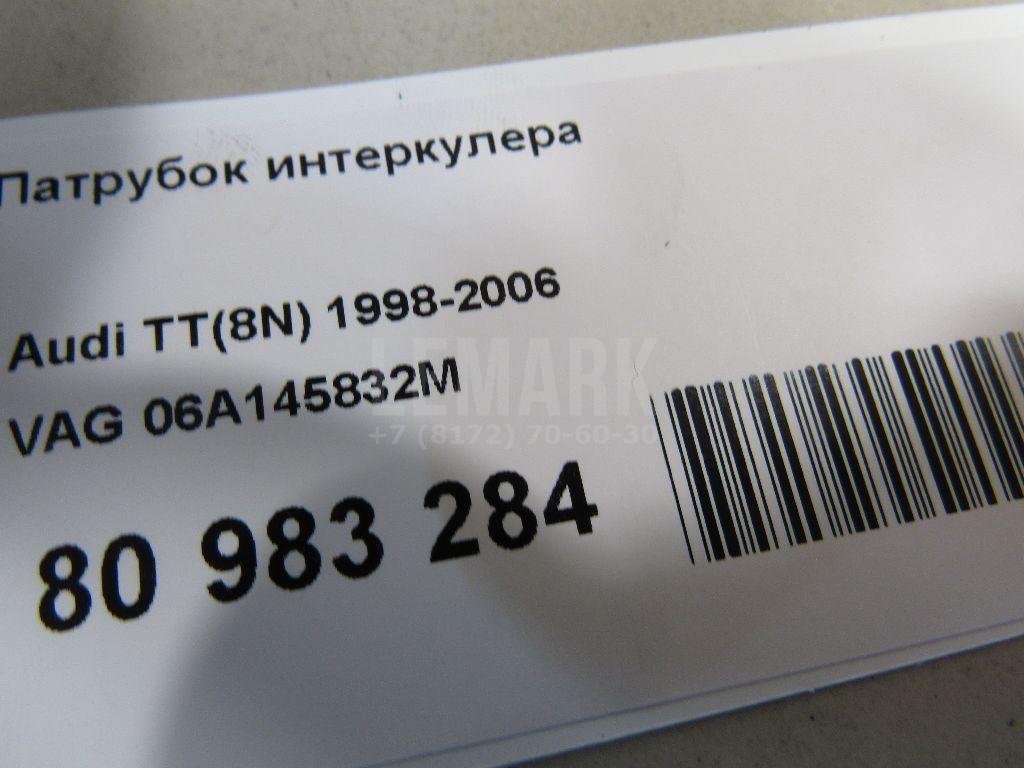 Патрубок интеркулера
Audi TT(8N) 1998-2006
VAG 06A145832M
80 983 284
LEMARK
+7 (8172) 70-60-30